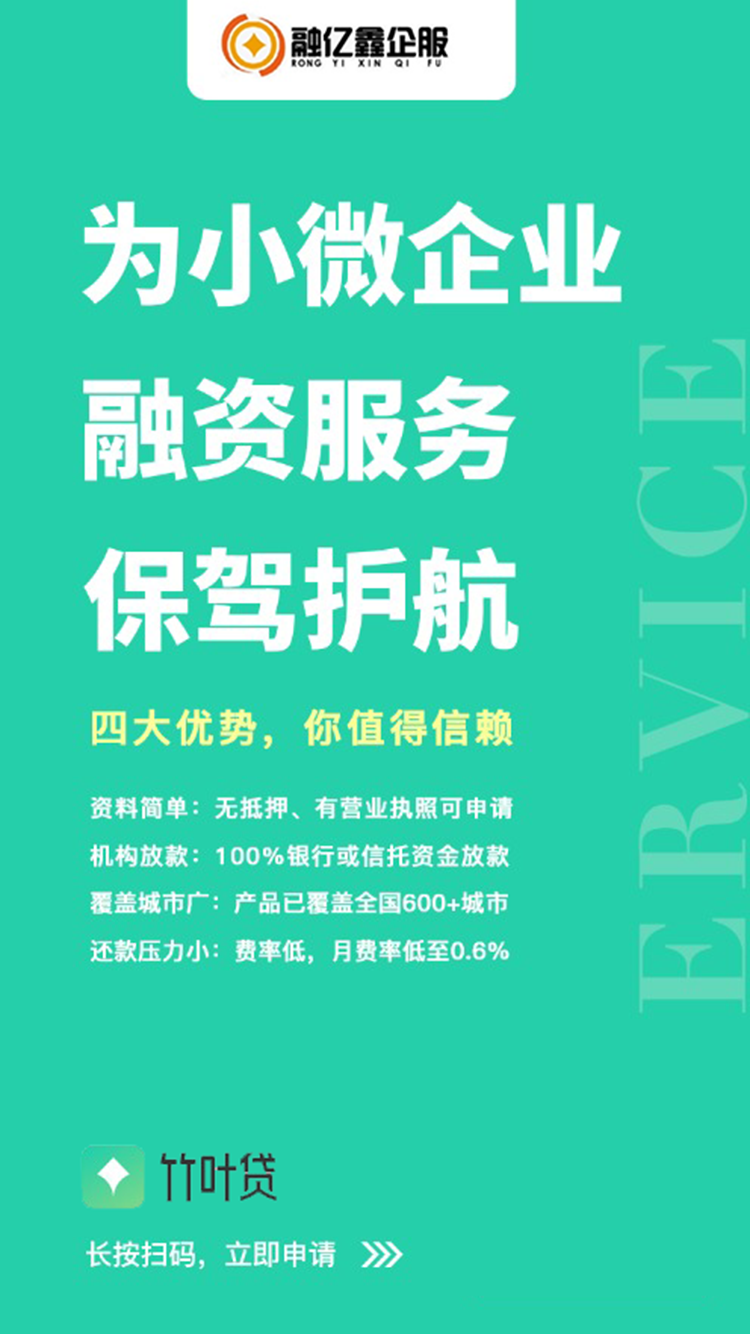 融亿鑫企服
RONG YI XIN QI FU
为小微企业
融资服务
保驾护航
四大优势，你值得信赖
资料简单：无抵押、有营业执照可申请
机构放款：100%银行或信托资金放款
覆盖城市广：产品已覆盖全国600+城市
还款压力小：费率低，月费率低至0.6%
ERVICE
竹叶贷
长按扫码，立即申请